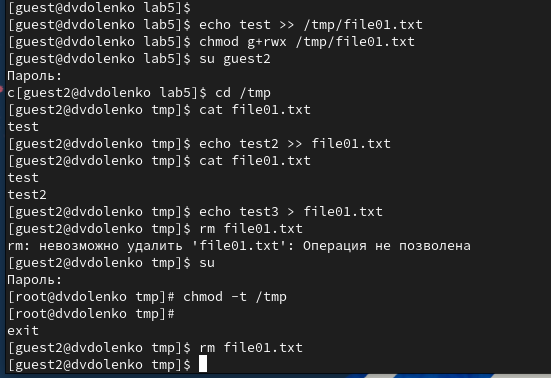 [guest@dvdolenko lab5]$
[guest@dvdolenko lab5]$ echo test >> /tmp/file01.txt
[guest@dvdolenko lab5]$ chmod g+rwx /tmp/file01.txt
[guest@dvdolenko lab5]$ su guest2
Пароль:
c[guest2@dvdolenko lab5]$ cd /tmp
[guest2@dvdolenko tmp]$ cat file01.txt
test
[guest2@dvdolenko tmp]$ echo test2 >> file01.txt
[guest2@dvdolenko tmp]$ cat file01.txt
test
test2
[guest2@dvdolenko tmp]$ echo test3 > file01.txt
[guest2@dvdolenko tmp]$ rm file01.txt
rm: невозможно удалить 'file01.txt': Операция не позволена
[guest2@dvdolenko tmp]$ su
Пароль:
[root@dvdolenko tmp]# chmod -t /tmp
[root@dvdolenko tmp]#
exit
[guest2@dvdolenko tmp]$ rm file01.txt
[guest2@dvdolenko tmp]$